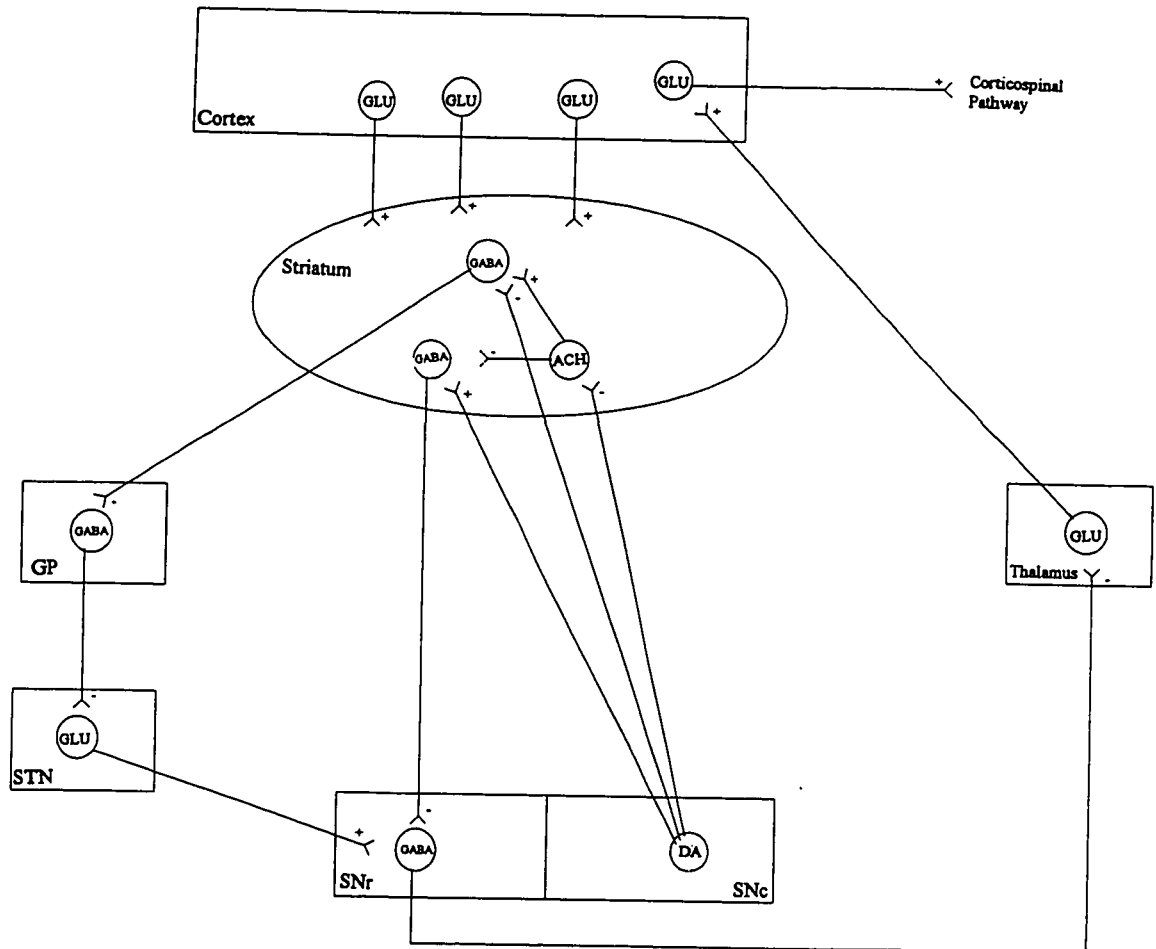 GLU
GLU
GLU
GLU
+
Corticospinal
Pathway
Cortex
+
+
+
+
Striatum
GABA
+
-
GABA
-
ACH
+
-
-
GABA
GP
GLU
Thalamus
-
-
GLU
STN
+
-
GABA
SNr
DA
SNc